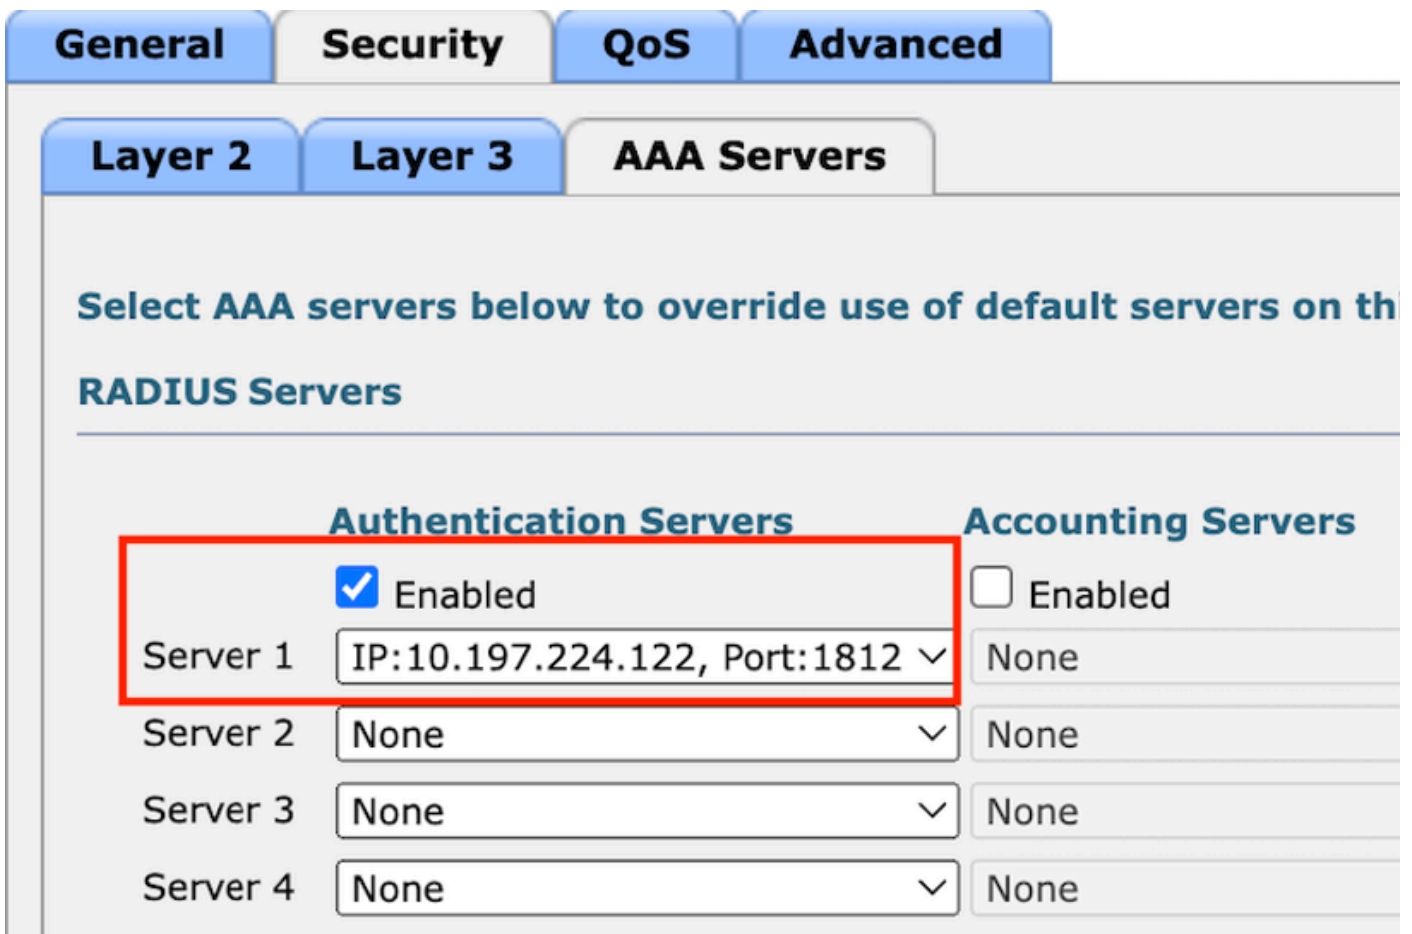 General Security QoS Advanced
Layer 2 Layer 3 AAA Servers
Select AAA servers below to override use of default servers on
RADIUS Servers
Authentication Servers Accounting Servers
Enabled Enabled
Server 1 IP:10.197.224.122, Port:1812 None
Server 2 None None
Server 3 None None
Server 4 None None